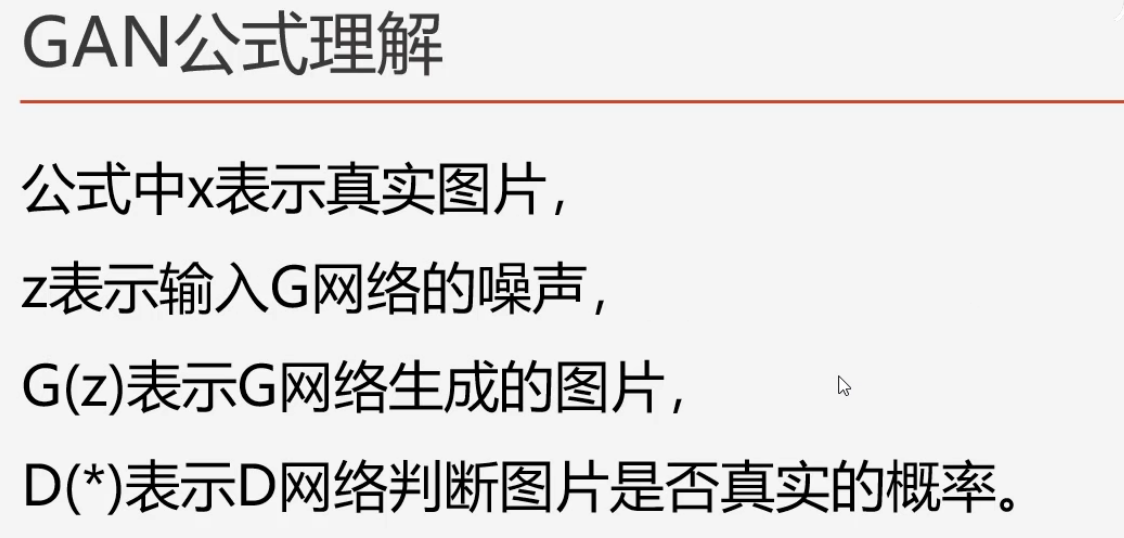 GAN公式理解
公式中x表示真实图片，
z表示输入G网络的噪声，
G(z)表示G网络生成的图片，
D(*)表示D网络判断图片是否真实的概率。